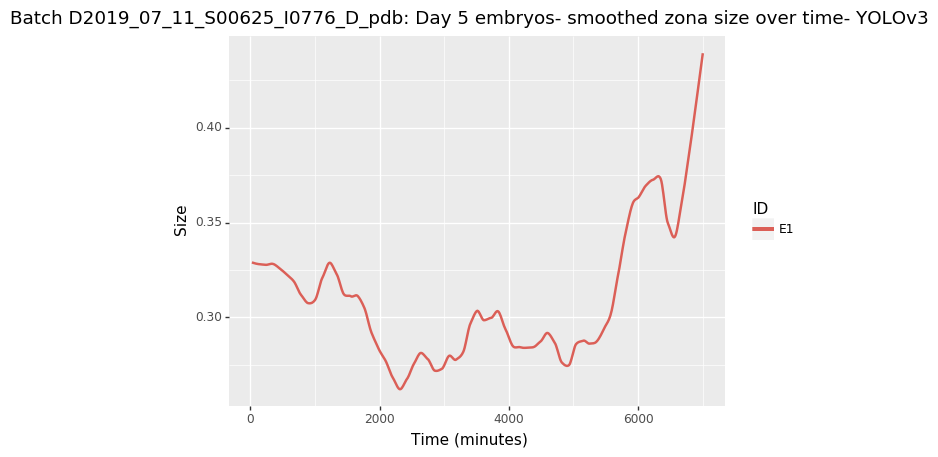 Batch D2019_07_11_S00625_I0776_D_pdb: Day 5 embryos- smoothed zona size over time- YOLOv3
0.40
0.35
0.30
Size
0 2000 4000 6000
Time (minutes)
ID
E1